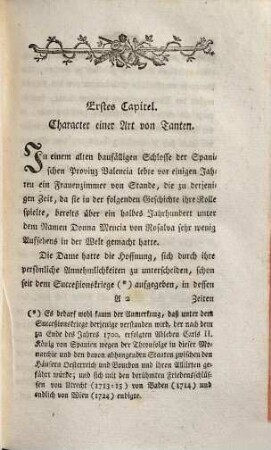 Erstes Capitel.
Character einer Art von Tanten.
In einem alten baufälligen Schlosse der Spani-
schen Provinz Valencia lebte vor einigen Jah-
ren ein Frauenzimmer von Stande, die zu derjeni-
gen Zeit, da sie in der folgenden Geschichte ihre Rolle
spielte, bereits über ein halbes Jahrhundert unter
dem Namen Donna Mencia von Rosalva sehr wenig
Aufsehens in der Welt gemacht hatte.
Die Dame hatte die Hoffnung, sich durch ihre
persönliche Annehmlichkeiten zu unterscheiden, schon
seit dem Successionskriege (*) aufgegeben, in dessen
A 2 Zeiten
(*) Es bedarf wohl kaum der Anmerkung, daß unter dem
Successionskriege derjenige verstanden wird, der nach dem
zu Ende des Jahrs 1700. erfolgten Ableben Carls II.
König von Spanien wegen der Thronfolge in dieser Mo-
narchie und den davon abhangenden Staaten zwischen den
Häusern Oesterreich und Bourbon und ihren Alliirten ge-
führt wurde; und sich mit den berühmten Friedensschlüs-
sen von Utrecht (1713=15) von Baden (1714) und
endlich von Wien (1724) endigte.